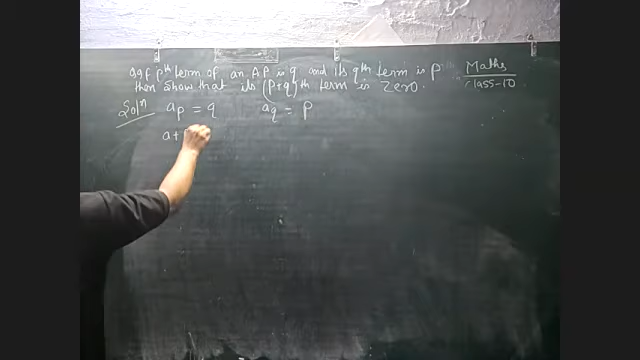 Q If pth term of an AP is q and its qth term is p
then show that its (p+q)th term is zero.
Maths
Class-10
Solⁿ ap = q aq = p
a+